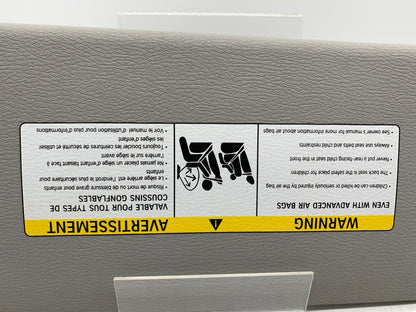 WARNING
EVEN WITH ADVANCED AIR BAGS
• Children can be killed or seriously injured by the air bag
• The back seat is the safest place for children
• Never put a rear-facing child seat in the front
• Always use seat belts and child restraints
• See owner's manual for more information about air bags
AVERTISSEMENT
VALABLE POUR TOUS TYPES DE
COUSSINS GONFLABLES
Risque de mort ou de blessure grave pour
enfants
• Le siège arrière est l'endroit le plus sécuritaire
• Ne jamais placer un siège d'enfant faisant face à
l'arrière le siège avant
• Toujours boucler les ceintures de sécurité et utiliser
les sièges d'enfant
• Voir le manuel d'utilisation pour plus d'informations